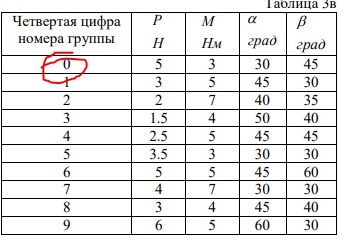 Таблица 3в
Четвертая цифра номера группы P Н M Нм α град β град
0 5 3 30 45
1 3 5 45 30
2 2 7 40 35
3 1.5 4 50 40
4 2.5 5 45 45
5 3.5 3 30 30
6 5 5 45 60
7 4 7 30 30
8 3 4 45 40
9 6 5 60 30